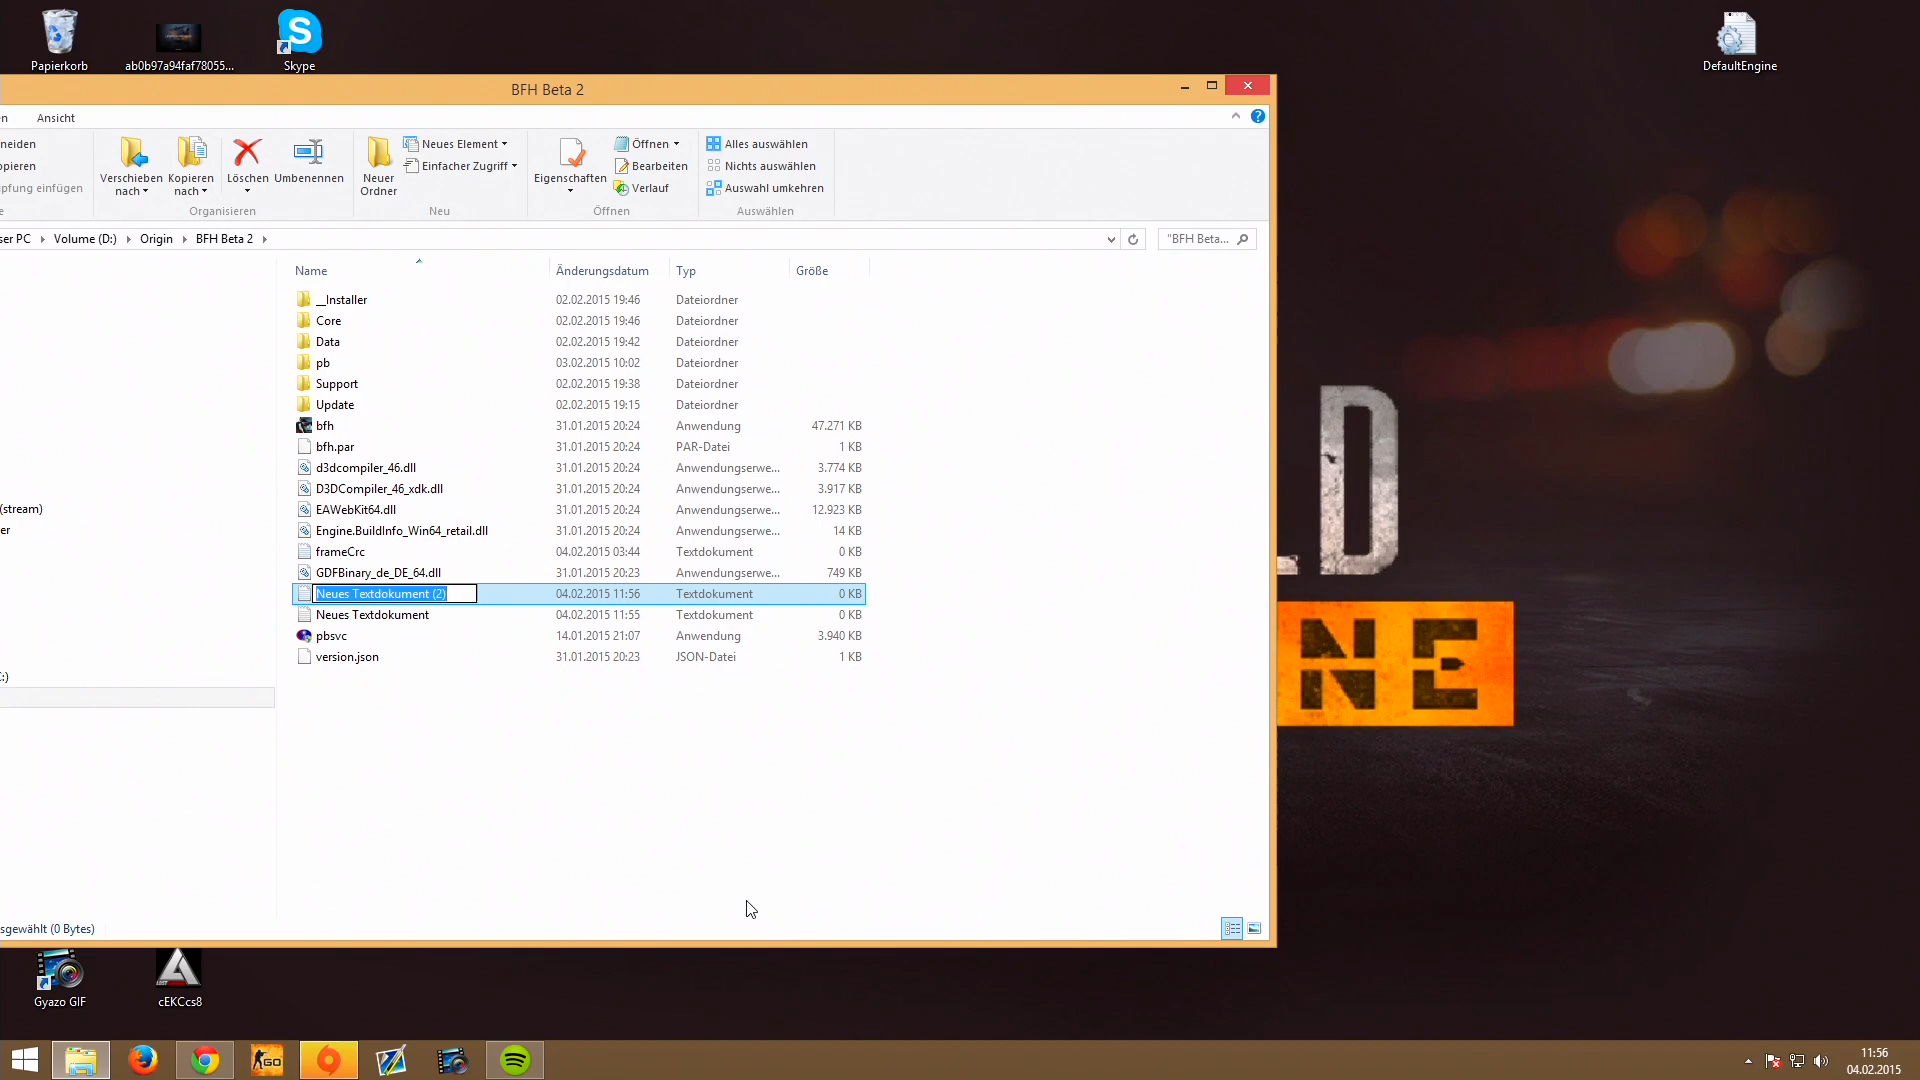 Papierkorb
ab0b97a94faf78055...
Skype
DefaultEngine
BFH Beta 2
en
Ansicht
neiden
opieren
üpfung einfügen
Verschieben nach
Kopieren nach
Löschen
Umbenennen
Organisieren
Neuer Ordner
Neues Element
Einfacher Zugriff
Neu
Eigenschaften
Öffnen
Bearbeiten
Verlauf
Öffnen
Alles auswählen
Nichts auswählen
Auswahl umkehren
Auswählen
ser PC Volume (D:) Origin BFH Beta 2
"BFH Beta...
Name Änderungsdatum Typ Größe
__Installer 02.02.2015 19:46 Dateiordner
Core 02.02.2015 19:46 Dateiordner
Data 02.02.2015 19:42 Dateiordner
pb 03.02.2015 10:02 Dateiordner
Support 02.02.2015 19:38 Dateiordner
Update 02.02.2015 19:15 Dateiordner
bfh 31.01.2015 20:24 Anwendung 47.271 KB
bfh.par 31.01.2015 20:24 PAR-Datei 1 KB
d3dcompiler_46.dll 31.01.2015 20:24 Anwendungserwe... 3.774 KB
D3DCompiler_46_xdk.dll 31.01.2015 20:24 Anwendungserwe... 3.917 KB
EAWebKit64.dll 31.01.2015 20:24 Anwendungserwe... 12.923 KB
Engine.BuildInfo_Win64_retail.dll 31.01.2015 20:24 Anwendungserwe... 14 KB
frameCrc 04.02.2015 03:44 Textdokument 0 KB
GDFBinary_de_DE_64.dll 31.01.2015 20:23 Anwendungserwe... 749 KB
Neues Textdokument (2) 04.02.2015 11:56 Textdokument 0 KB
Neues Textdokument 04.02.2015 11:55 Textdokument 0 KB
pbsvc 14.01.2015 21:07 Anwendung 3.940 KB
version.json 31.01.2015 20:23 JSON-Datei 1 KB
(stream)
er
:)
sgewählt (0 Bytes)
LD
NE
Gyazo GIF
cEKCcs8
GO
11:56
04.02.2015